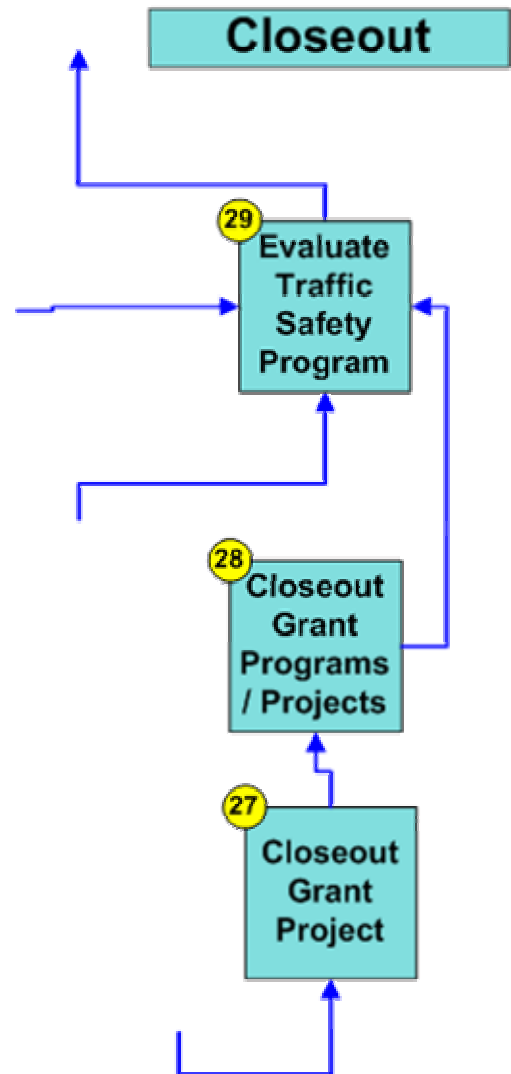 Closeout
29
Evaluate
Traffic
Safety
Program
28
Closeout
Grant
Programs
/ Projects
27
Closeout
Grant
Project